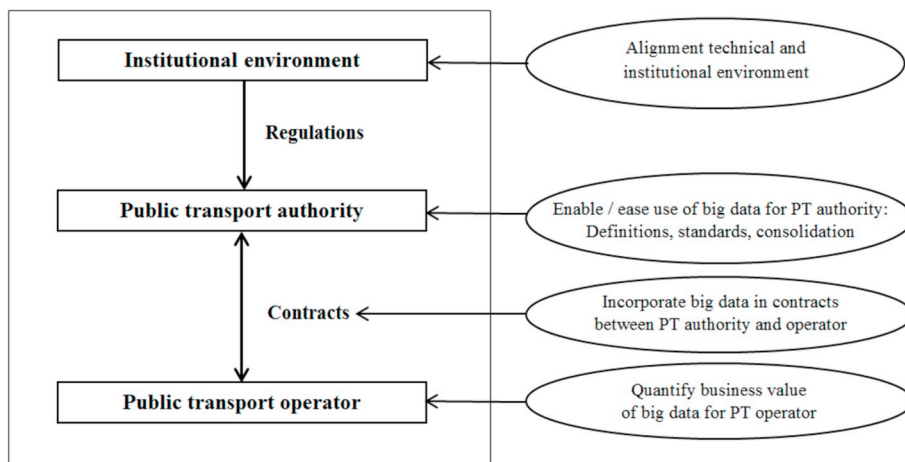 Institutional environment
Alignment technical and
institutional environment
Regulations
Public transport authority
Enable / ease use of big data for PT authority:
Definitions, standards, consolidation
Contracts
Incorporate big data in contracts
between PT authority and operator
Public transport operator
Quantify business value
of big data for PT operator